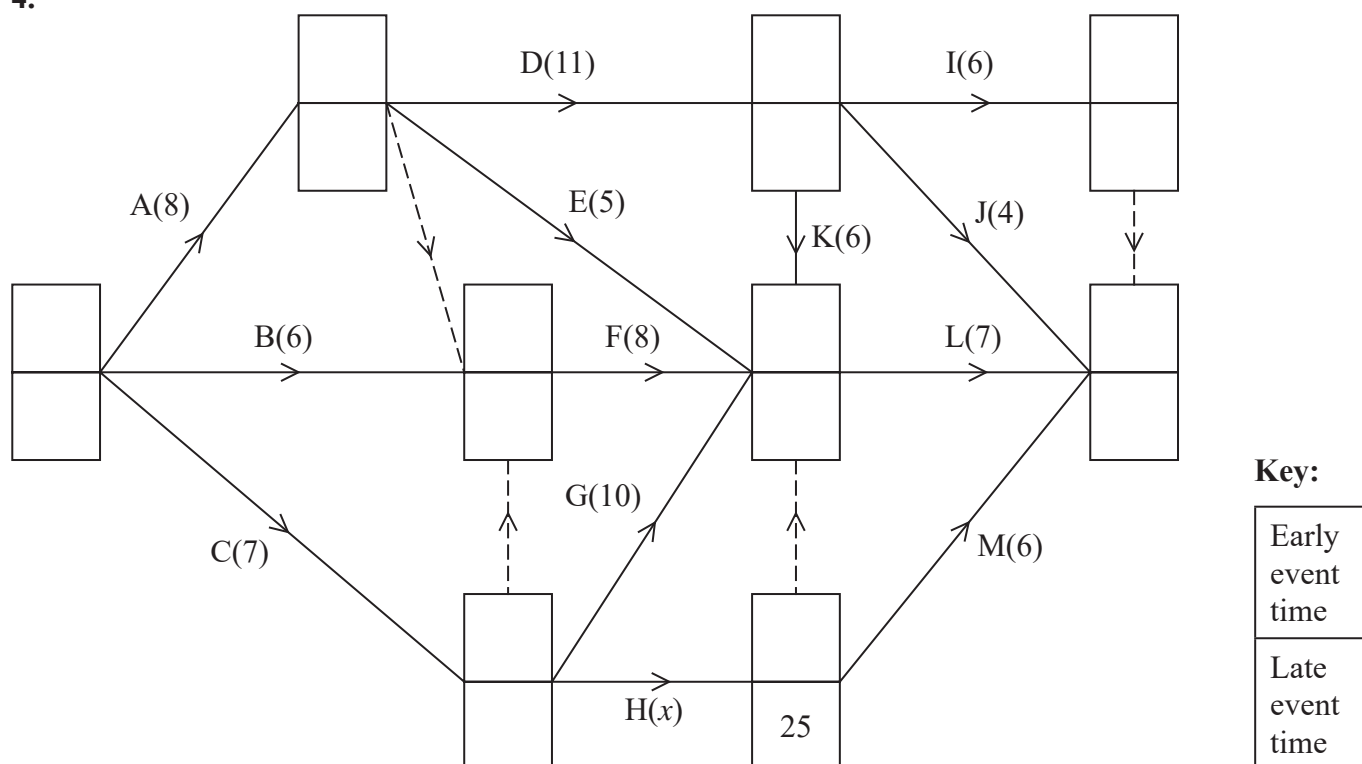 4.
D(11)
I(6)
A(8)
E(5)
J(4)
K(6)
B(6)
F(8)
L(7)
Key:
G(10)
C(7)
M(6)
Early
event
time
H(x)
25
Late
event
time